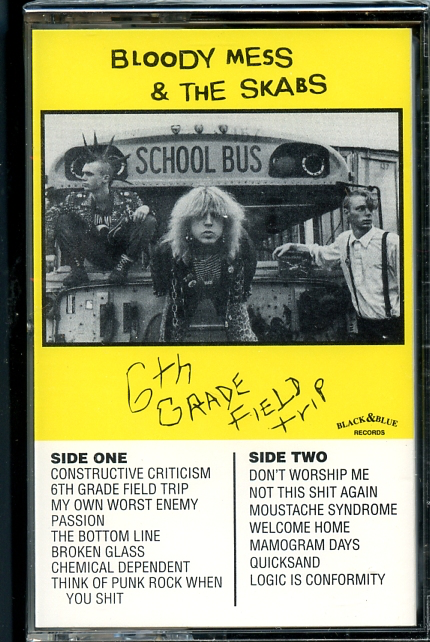 BLOODY MESS
& THE SKABS
SCHOOL BUS
6th
GRADE
FIELD
trip
BLACK&BLUE
RECORDS
SIDE ONE
CONSTRUCTIVE CRITICISM
6TH GRADE FIELD TRIP
MY OWN WORST ENEMY
PASSION
THE BOTTOM LINE
BROKEN GLASS
CHEMICAL DEPENDENT
THINK OF PUNK ROCK WHEN
YOU SHIT
SIDE TWO
DON'T WORSHIP ME
NOT THIS SHIT AGAIN
MOUSTACHE SYNDROME
WELCOME HOME
MAMOGRAM DAYS
QUICKSAND
LOGIC IS CONFORMITY